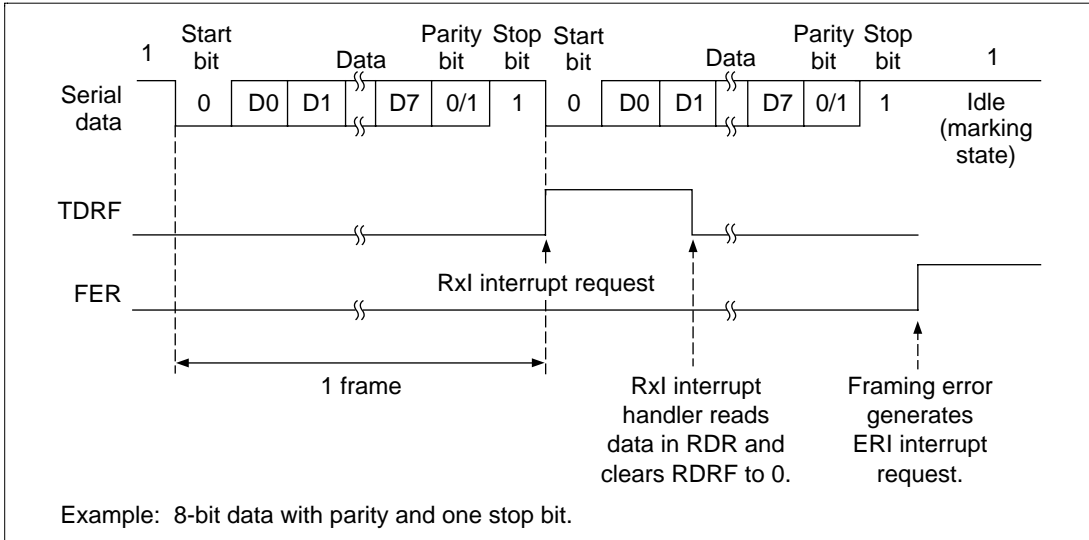 1 Start bit Data Parity bit Stop bit Start bit Data Parity bit Stop bit 1
Serial data 0 D0 D1 D7 0/1 1 0 D0 D1 D7 0/1 1 Idle (marking state)
TDRF
RxI interrupt request
FER
1 frame
RxI interrupt
handler reads
data in RDR and
clears RDRF to 0.
Framing error
generates
ERI interrupt
request.
Example: 8-bit data with parity and one stop bit.